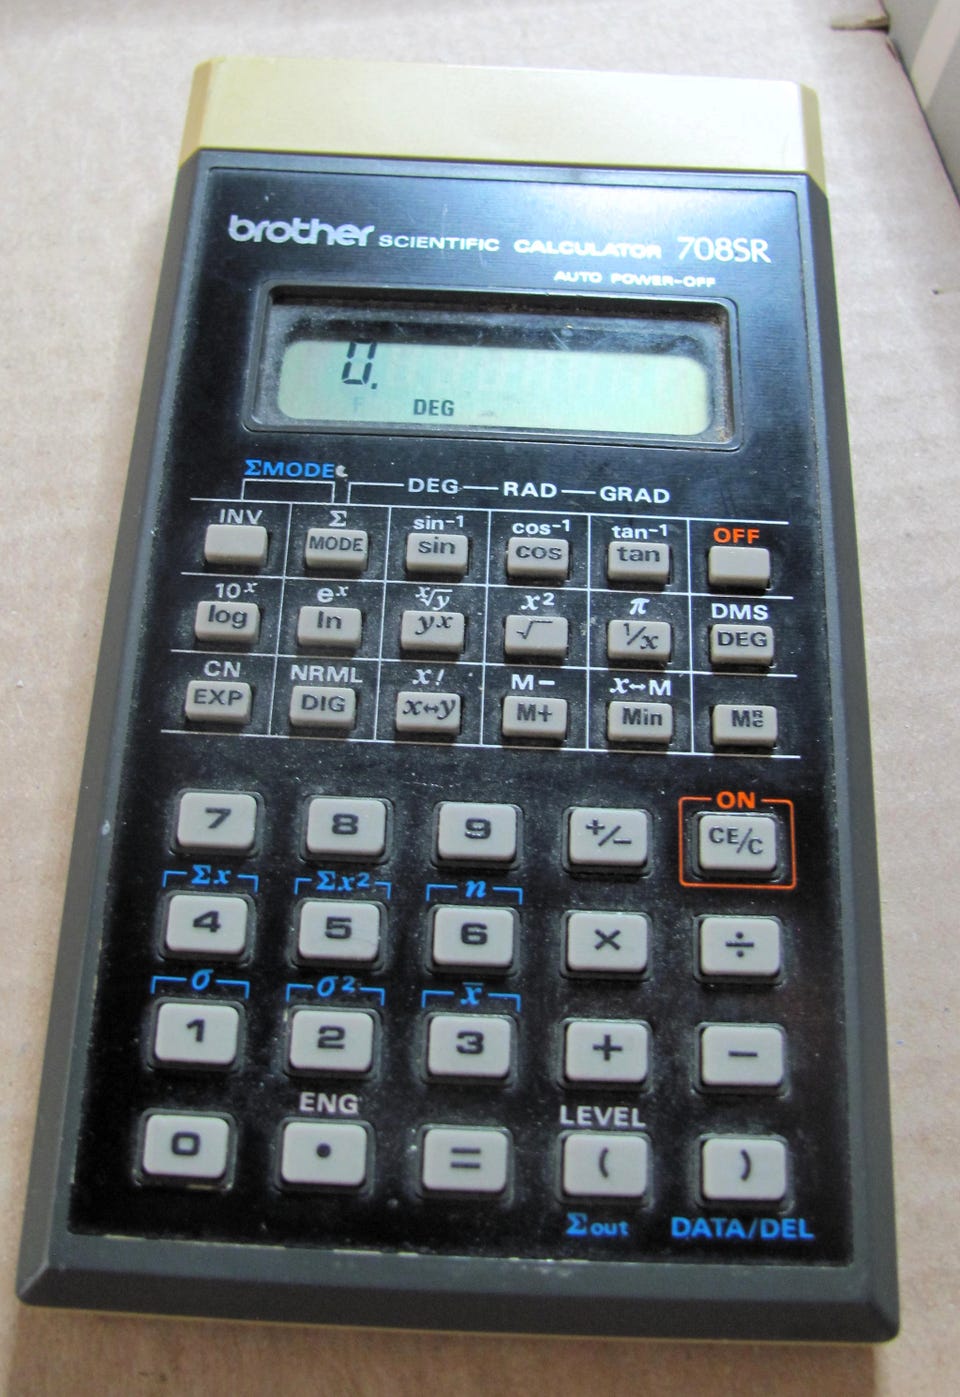 brother SCIENTIFIC CALCULATOR 708SR
AUTO POWER-OFF
0.
DEG
ΣMODE DEG RAD GRAD
INV Σ sin⁻¹ cos⁻¹ tan⁻¹ OFF
MODE sin cos tan
10ˣ eˣ ˣ√y x² π DMS
log ln yˣ √ 1/x DEG
CN NRML x! M− x↔M
EXP DIG x↔y M+ Min MRC
ON
7 8 9 +/− CE/C
Σx Σx² n
4 5 6 × ÷
σ σ² x̄
1 2 3 + −
ENG LEVEL
0 • = ( )
Σout DATA/DEL